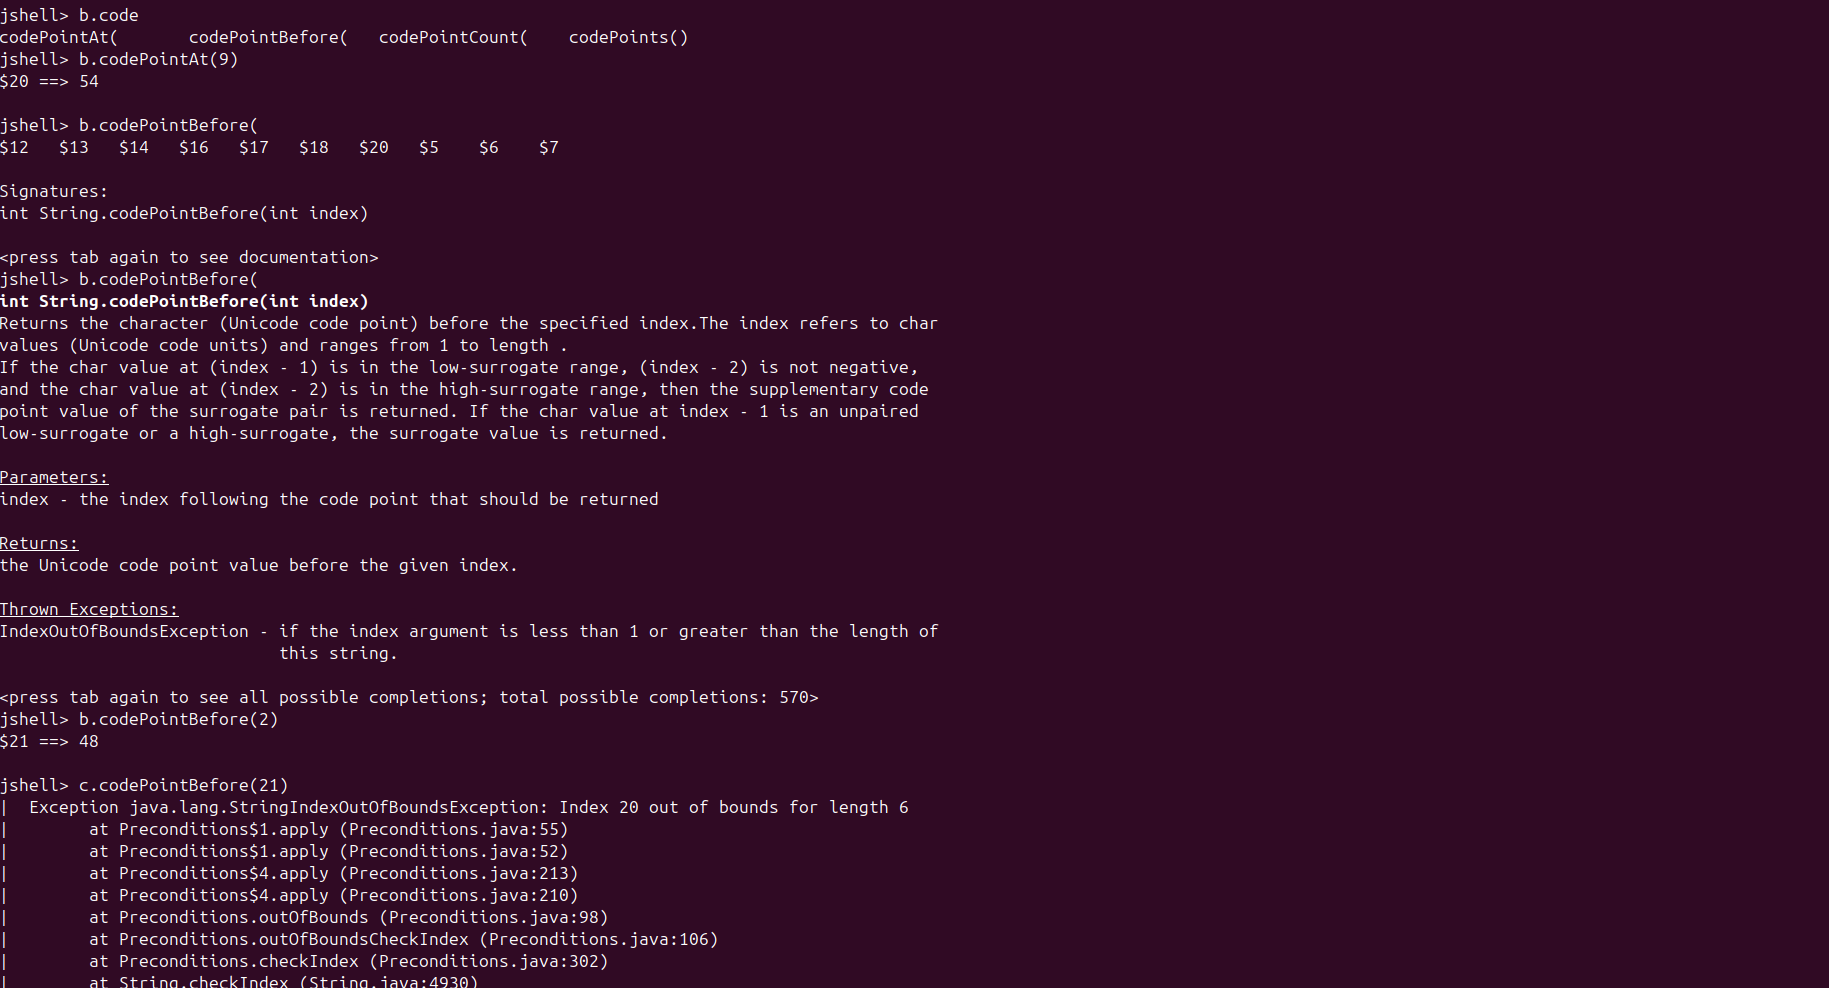 jshell> b.code
codePointAt(       codePointBefore(   codePointCount(    codePoints()
jshell> b.codePointAt(9)
$20 ==> 54
jshell> b.codePointBefore(
$12   $13   $14   $16   $17   $18   $20   $5    $6    $7
Signatures:
int String.codePointBefore(int index)
<press tab again to see documentation>
jshell> b.codePointBefore(
int String.codePointBefore(int index)
Returns the character (Unicode code point) before the specified index.The index refers to char
values (Unicode code units) and ranges from 1 to length .
If the char value at (index - 1) is in the low-surrogate range, (index - 2) is not negative,
and the char value at (index - 2) is in the high-surrogate range, then the supplementary code
point value of the surrogate pair is returned. If the char value at index - 1 is an unpaired
low-surrogate or a high-surrogate, the surrogate value is returned.
Parameters:
index - the index following the code point that should be returned
Returns:
the Unicode code point value before the given index.
Thrown Exceptions:
IndexOutOfBoundsException - if the index argument is less than 1 or greater than the length of
                            this string.
<press tab again to see all possible completions; total possible completions: 570>
jshell> b.codePointBefore(2)
$21 ==> 48
jshell> c.codePointBefore(21)
|  Exception java.lang.StringIndexOutOfBoundsException: Index 20 out of bounds for length 6
|        at Preconditions$1.apply (Preconditions.java:55)
|        at Preconditions$1.apply (Preconditions.java:52)
|        at Preconditions$4.apply (Preconditions.java:213)
|        at Preconditions$4.apply (Preconditions.java:210)
|        at Preconditions.outOfBounds (Preconditions.java:98)
|        at Preconditions.outOfBoundsCheckIndex (Preconditions.java:106)
|        at Preconditions.checkIndex (Preconditions.java:302)
|        at String.checkIndex (String.java:4930)